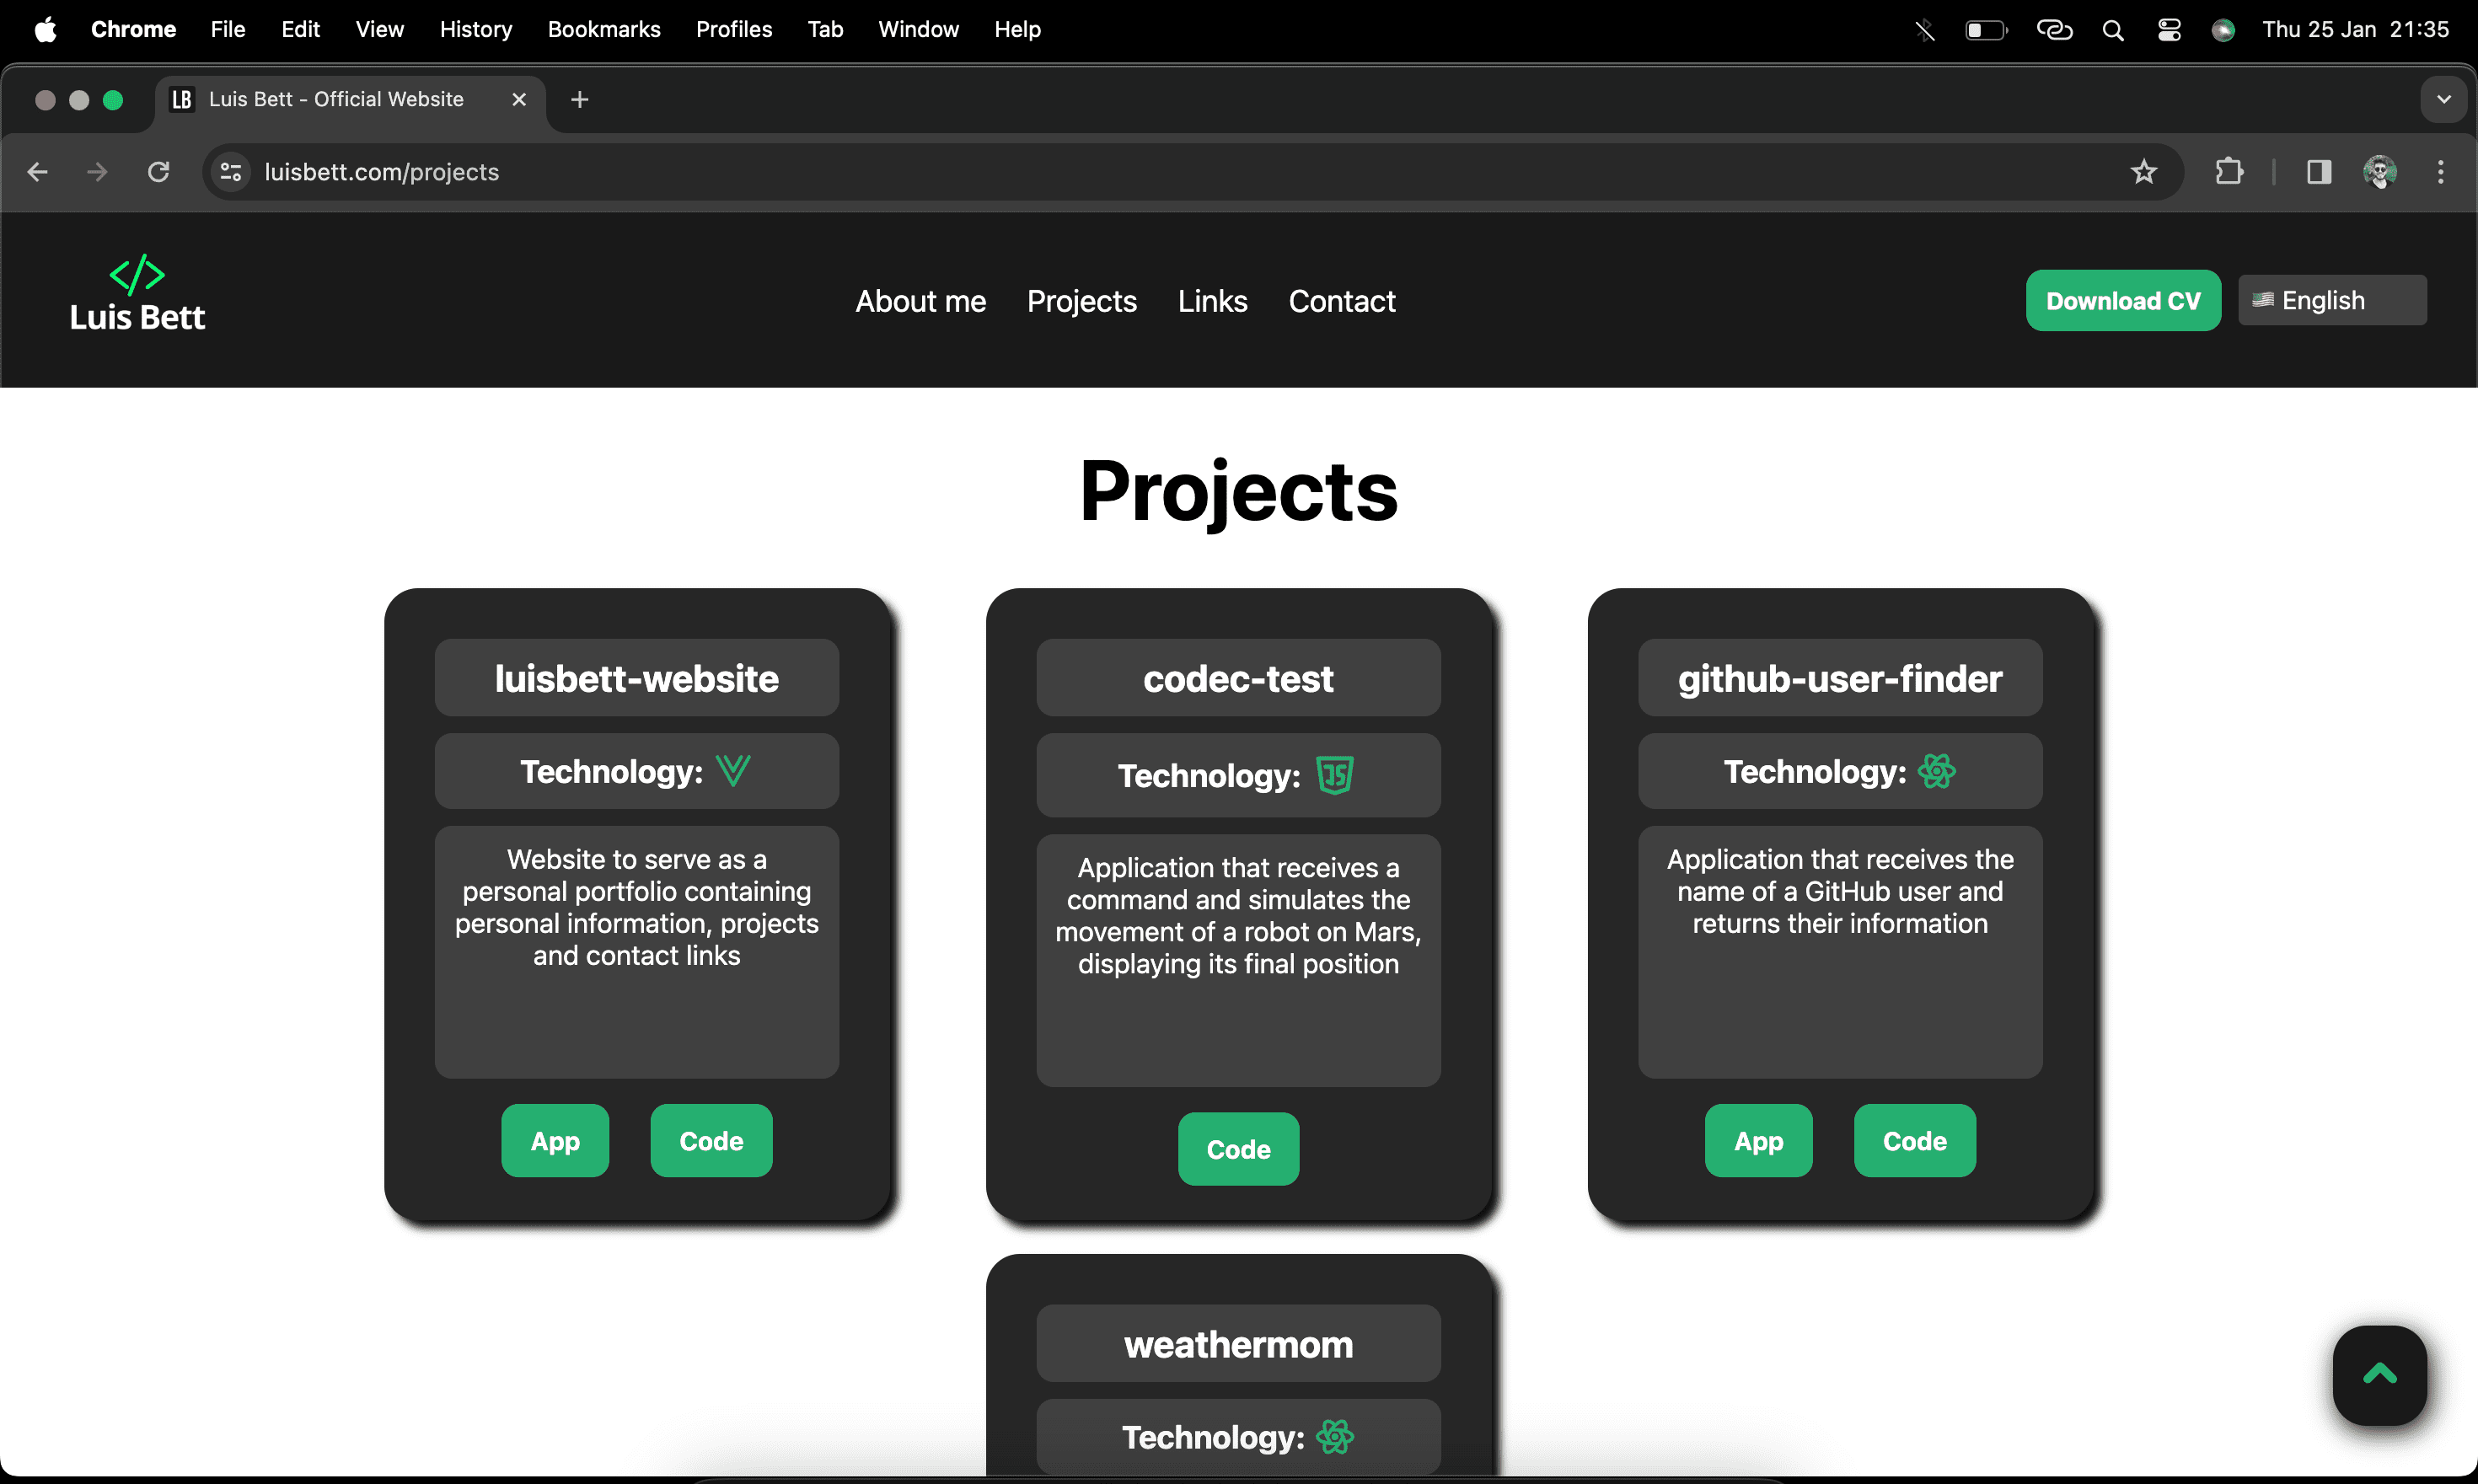 Chrome File Edit View History Bookmarks Profiles Tab Window Help Thu 25 Jan 21:35
LB Luis Bett - Official Website
luisbett.com/projects
</>
Luis Bett
About me Projects Links Contact
Download CV
English
Projects
luisbett-website
Technology:
Website to serve as a
personal portfolio containing
personal information, projects
and contact links
App Code
codec-test
Technology: JS
Application that receives a
command and simulates the
movement of a robot on Mars,
displaying its final position
Code
github-user-finder
Technology:
Application that receives the
name of a GitHub user and
returns their information
App Code
weathermom
Technology: